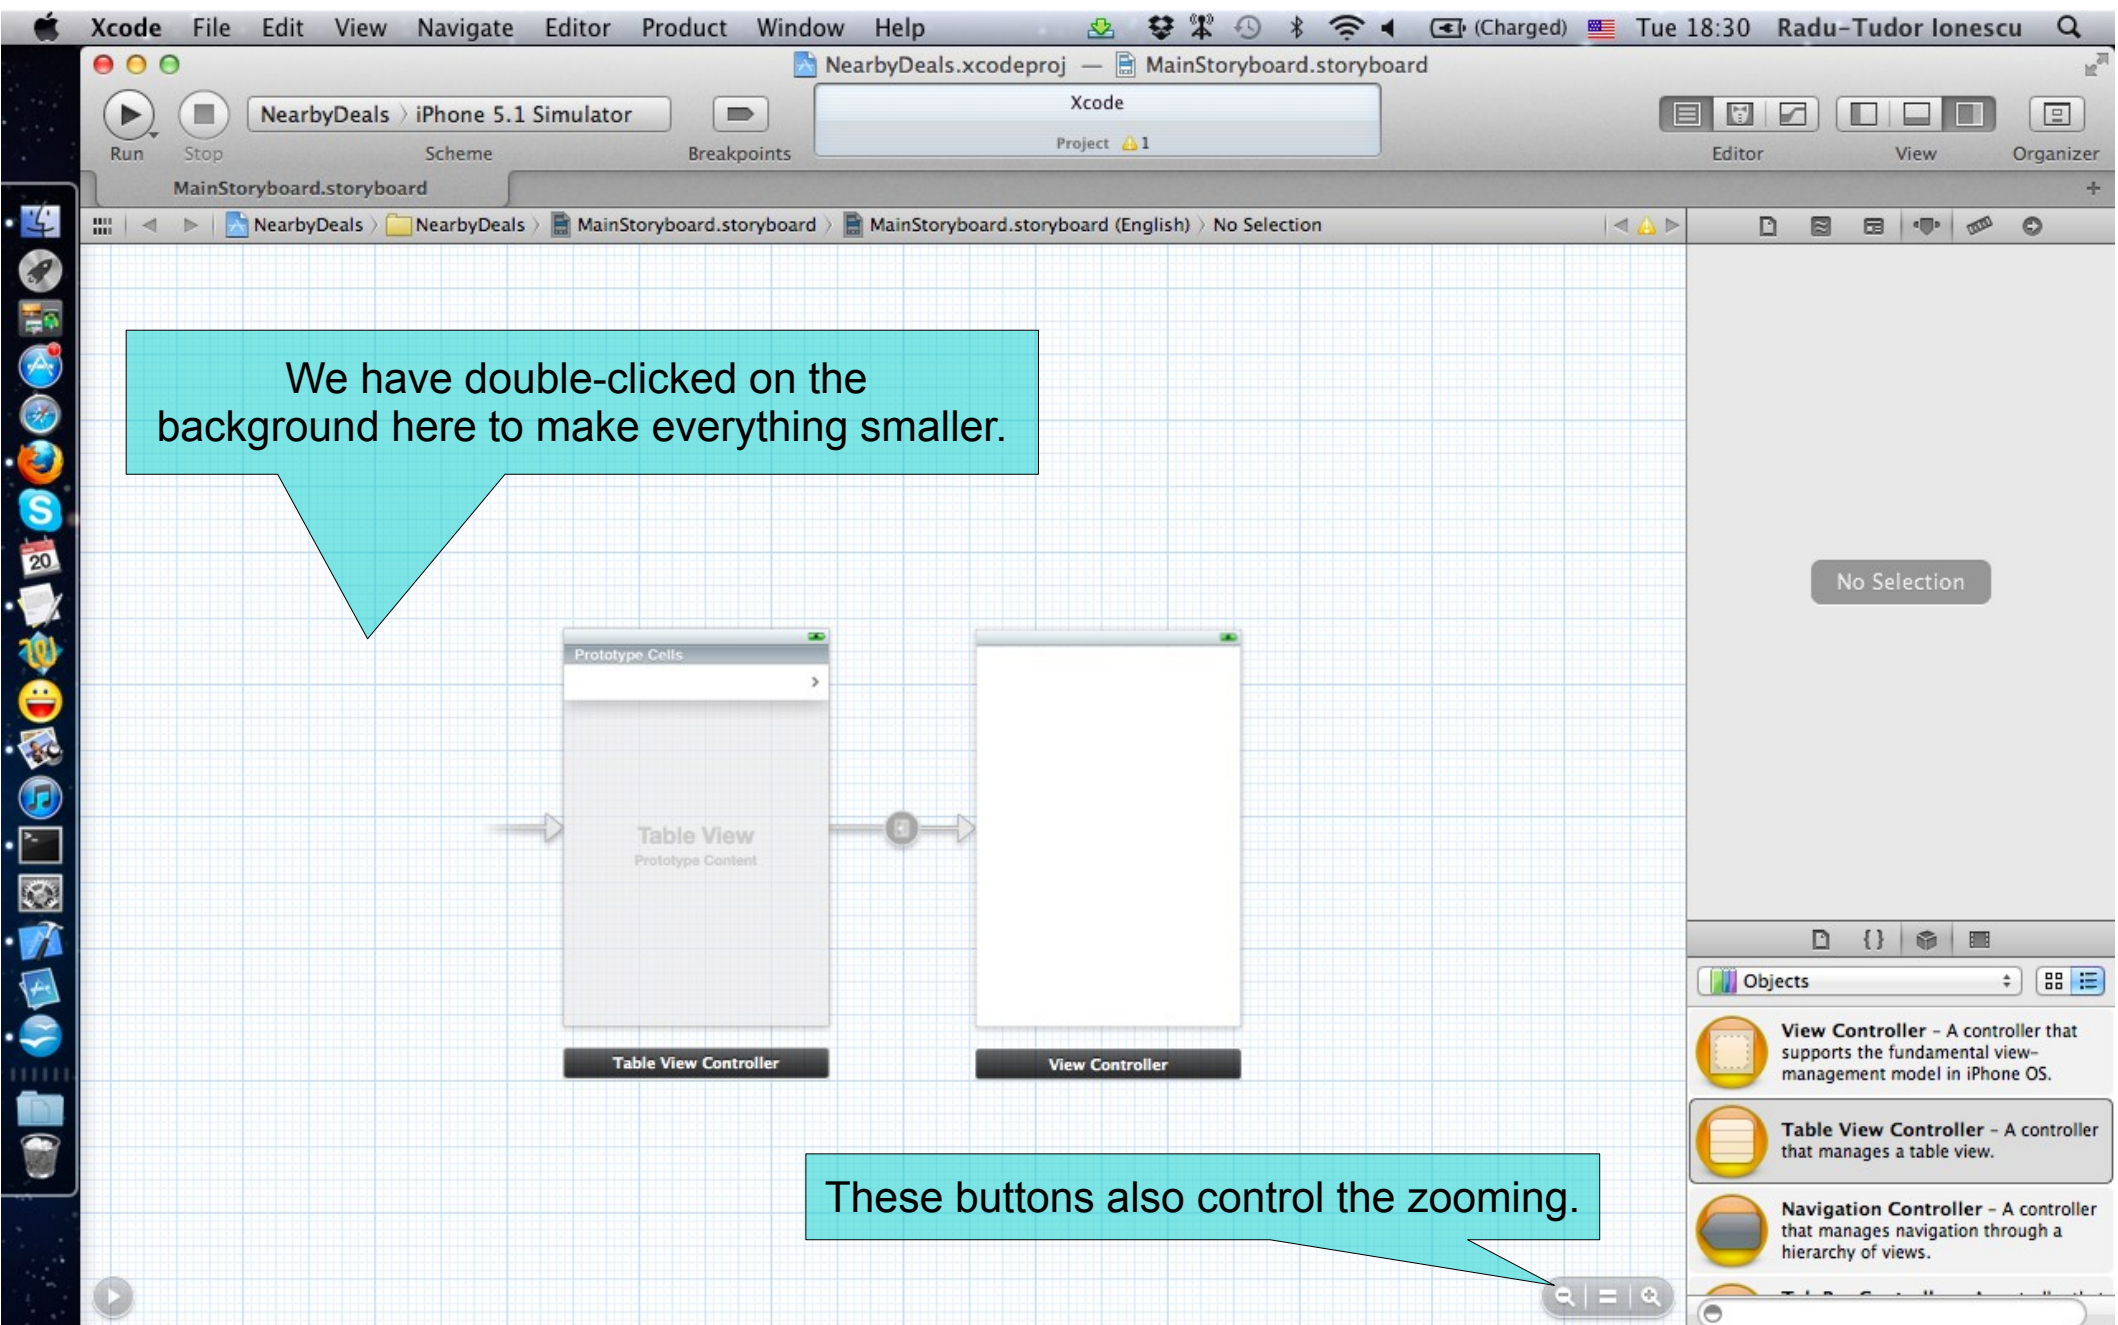 Xcode File Edit View Navigate Editor Product Window Help (Charged) Tue 18:30 Radu-Tudor Ionescu
NearbyDeals.xcodeproj — MainStoryboard.storyboard
NearbyDeals › iPhone 5.1 Simulator
Xcode
Project 1
Run Stop Scheme Breakpoints Editor View Organizer
MainStoryboard.storyboard +
NearbyDeals › NearbyDeals › MainStoryboard.storyboard › MainStoryboard.storyboard (English) › No Selection
We have double-clicked on the
background here to make everything smaller.
S
20
No Selection
Prototype Cells
Table View
Prototype Content
Table View Controller
View Controller
{}
Objects
View Controller – A controller that
supports the fundamental view-
management model in iPhone OS.
Table View Controller – A controller
that manages a table view.
Navigation Controller – A controller
that manages navigation through a
hierarchy of views.
These buttons also control the zooming.